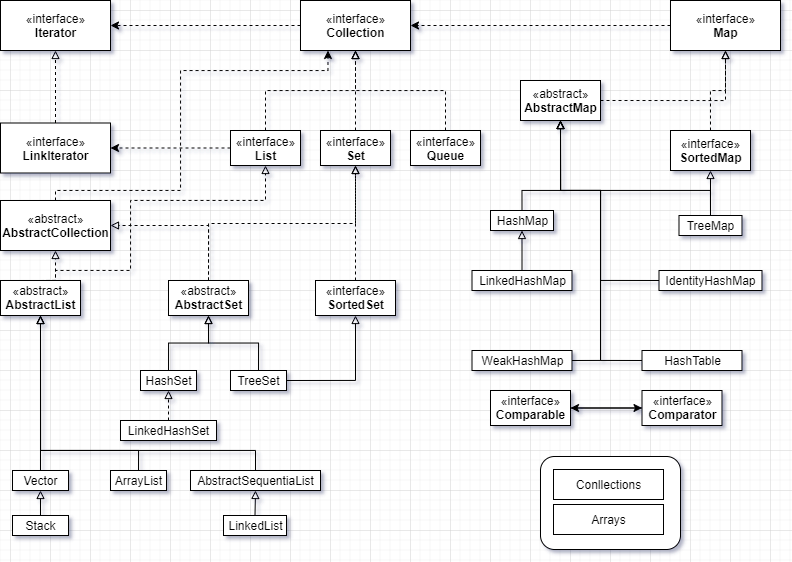 «interface»
Iterator
«interface»
Collection
«interface»
Map
«abstract»
AbstractMap
«interface»
LinkIterator
«interface»
List
«interface»
Set
«interface»
Queue
«interface»
SortedMap
«abstract»
AbstractCollection
HashMap
TreeMap
«abstract»
AbstractList
«abstract»
AbstractSet
«interface»
SortedSet
LinkedHashMap
IdentityHashMap
HashSet
TreeSet
WeakHashMap
HashTable
LinkedHashSet
«interface»
Comparable
«interface»
Comparator
Vector
ArrayList
AbstractSequentiaList
Stack
LinkedList
Conllections
Arrays